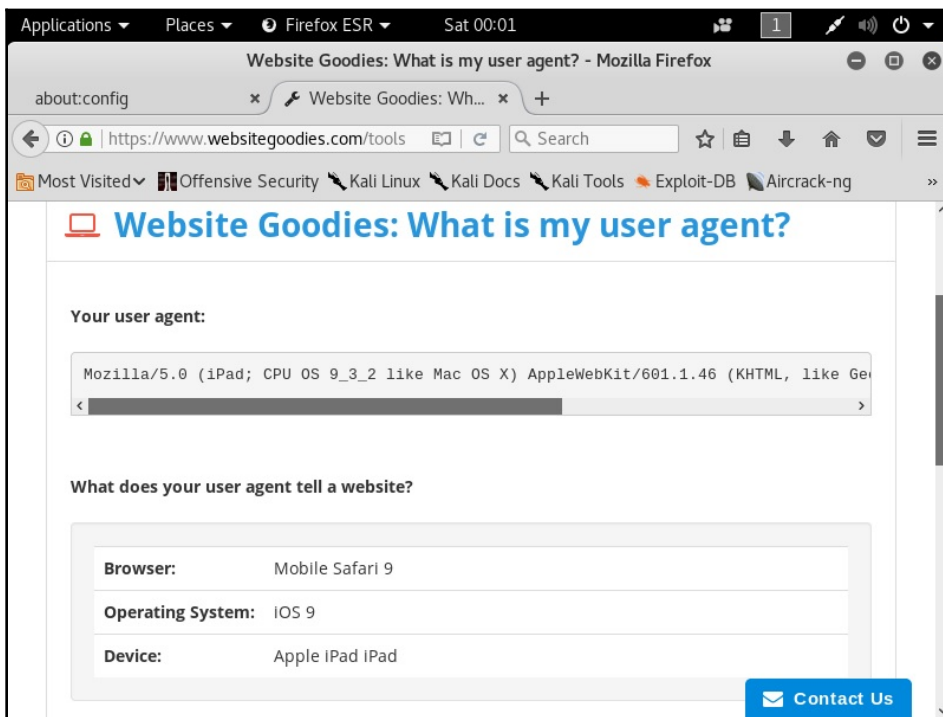 Applications Places Firefox ESR Sat 00:01 1
Website Goodies: What is my user agent? - Mozilla Firefox
about:config Website Goodies: Wh...
https://www.websitegoodies.com/tools Search
Most Visited Offensive Security Kali Linux Kali Docs Kali Tools Exploit-DB Aircrack-ng »
Website Goodies: What is my user agent?
Your user agent:
Mozilla/5.0 (iPad; CPU OS 9_3_2 like Mac OS X) AppleWebKit/601.1.46 (KHTML, like Ge
What does your user agent tell a website?
Browser: Mobile Safari 9
Operating System: iOS 9
Device: Apple iPad iPad
Contact Us